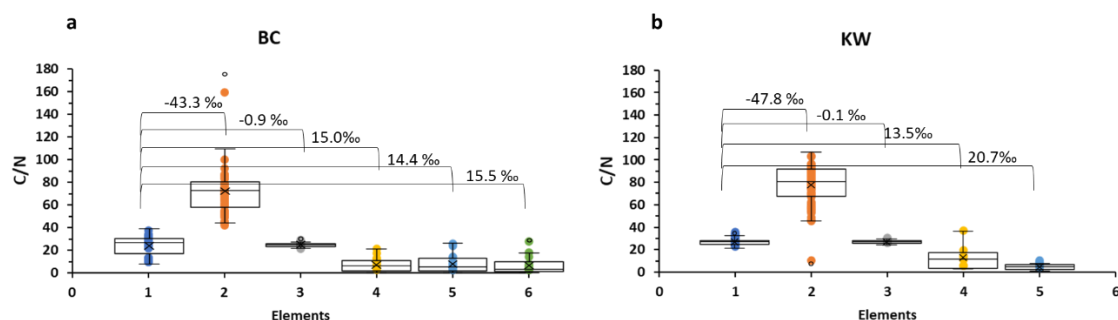 a
BC
180
160
140
120
100
80
60
40
20
0
C/N
-43.3 ‰
-0.9 ‰
15.0‰
14.4 ‰
15.5 ‰
0 1 2 3 4 5 6
Elements
b
KW
180
160
140
120
100
80
60
40
20
0
C/N
-47.8 ‰
-0.1 ‰
13.5‰
20.7‰
0 1 2 3 4 5 6
Elements